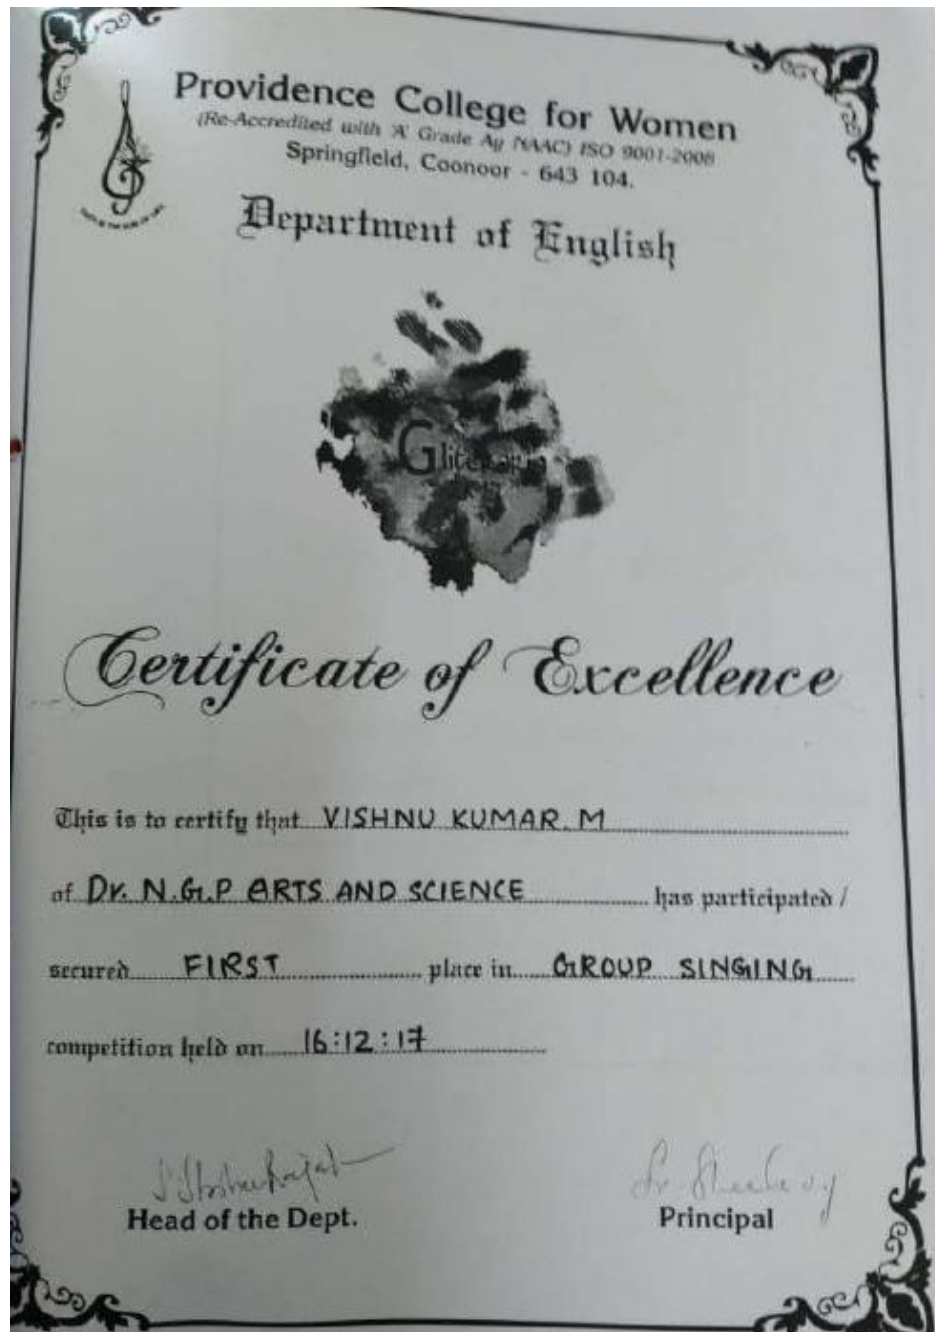 Providence College for Women
(Re-Accredited with 'A' Grade Ay NAAC) ISO 9001-2008
Springfield, Coonoor - 643 104.
Department of English
Certificate of Excellence
This is to certify that VISHNU KUMAR. M
of Dr. N.G.P ARTS AND SCIENCE has participated /
secured FIRST place in GROUP SINGING
competition held on 16:12:17
Head of the Dept. Principal